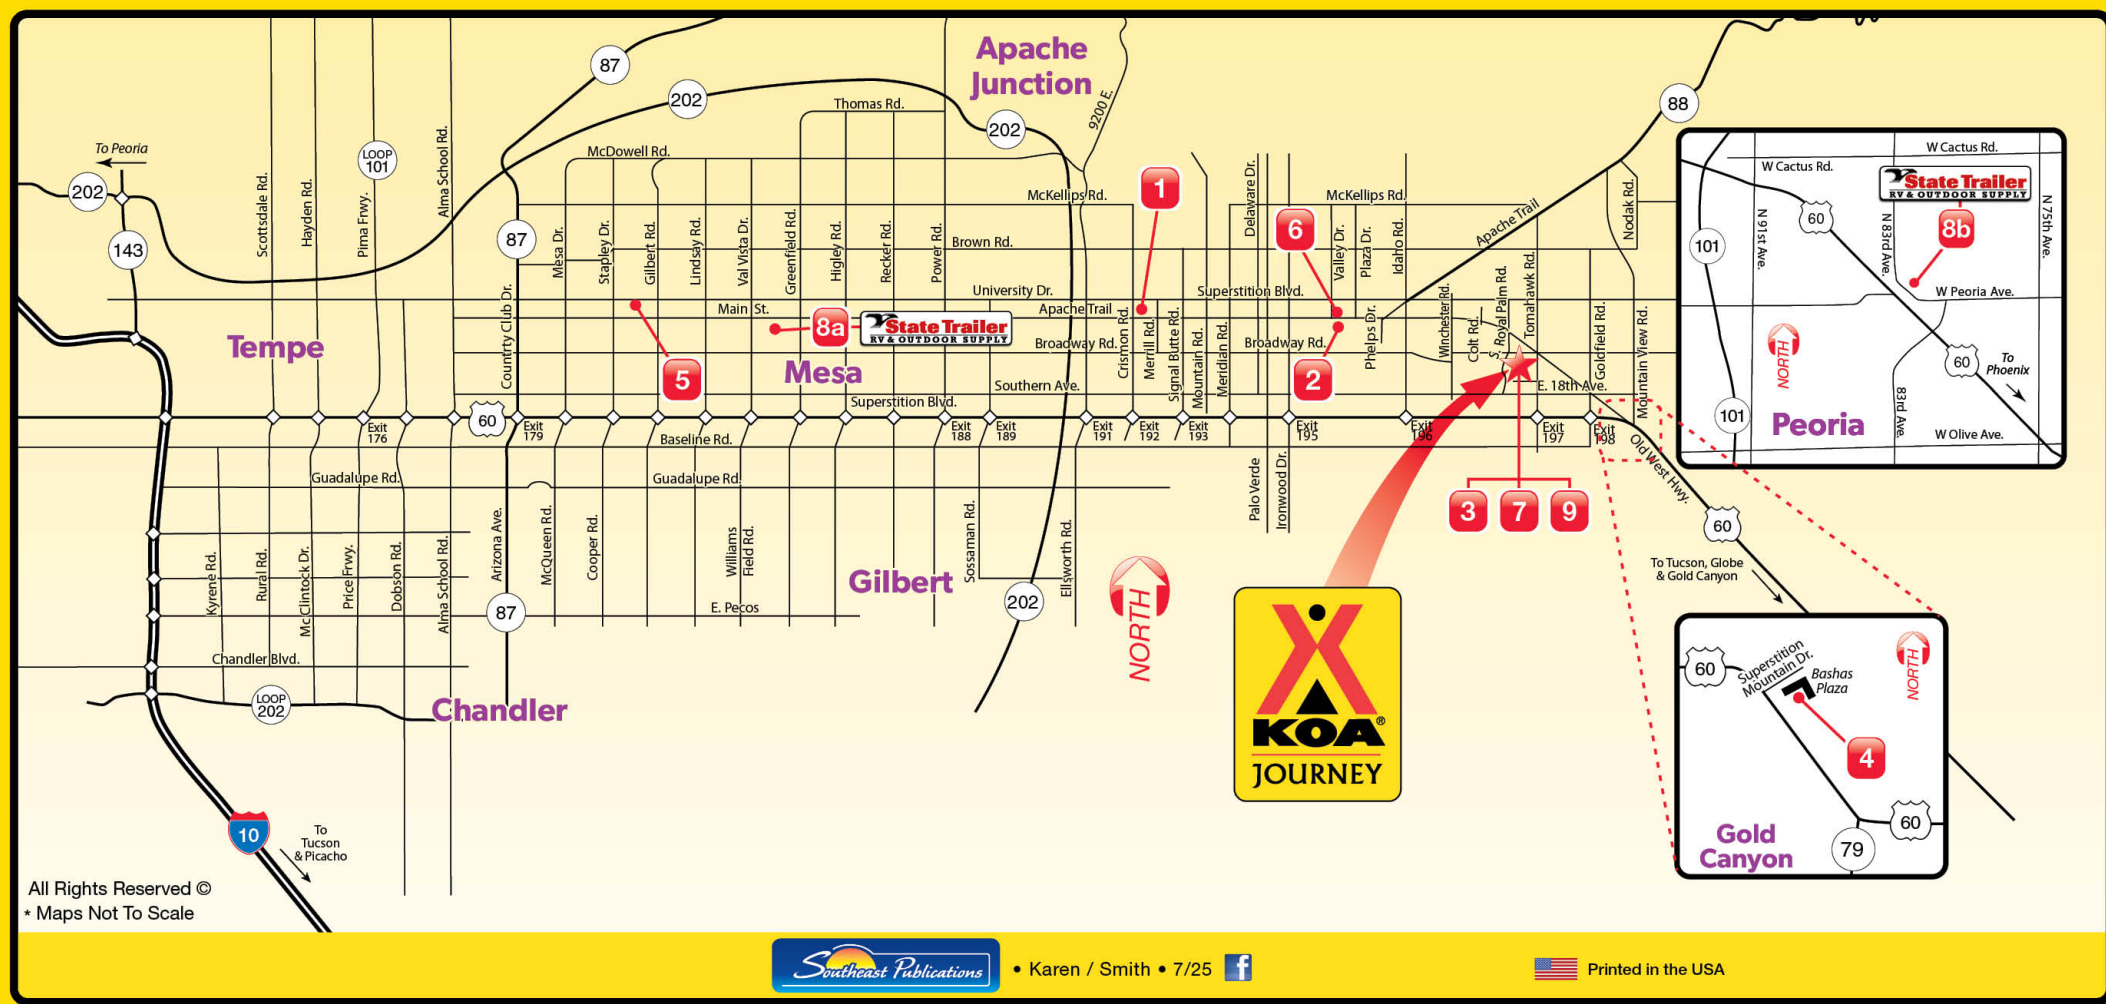 Apache
Junction
87
202
Thomas Rd.
202
9200 E.
88
McDowell Rd.
To Peoria
202
143
LOOP
101
Scottsdale Rd.
Hayden Rd.
Pima Frwy.
Alma School Rd.
87
McKellips Rd.
1
Delaware Dr.
McKellips Rd.
Apache Trail
Nodak Rd.
Mesa Dr.
Stapley Dr.
Gilbert Rd.
Lindsay Rd.
Val Vista Dr.
Greenfield Rd.
Higley Rd.
Recker Rd.
Power Rd.
Brown Rd.
6
Valley Dr.
Plaza Dr.
Idaho Rd.
University Dr.
Superstition Blvd.
Main St.
Apache Trail
8a
State Trailer
RV & OUTDOOR SUPPLY
Broadway Rd.
Broadway Rd.
Tempe
Countrty Club Dr.
5
Mesa
Crismon Rd.
Merrill Rd.
Signal Butte Rd.
Mountain Rd.
Meridian Rd.
2
Phelps Dr.
Winchester Rd.
Colt Rd.
S. Royal Palm Rd.
Tomahawk Rd.
Goldfield Rd.
Mountain View Rd.
Southern Ave.
E. 18th Ave.
Superstition Blvd.
60
Exit
176
Exit
179
Exit
188
Exit
189
Exit
191
Exit
192
Exit
193
Exit
195
Exit
196
Exit
197
Exit
198
Baseline Rd.
Old West Hwy.
Guadalupe Rd.
Guadalupe Rd.
Palo Verde
Ironwood Dr.
3
7
9
60
To Tucson, Globe
& Gold Canyon
Kyrene Rd.
Rural Rd.
Mc Clintock Dr.
Price Frwy.
Dobson Rd.
Alma School Rd.
Arizona Ave.
McQueen Rd.
Cooper Rd.
Williams
Field Rd.
Sossaman Rd.
Ellsworth Rd.
Gilbert
202
NORTH
87
E. Pecos
Chandler Blvd.
LOOP
202
Chandler
KOA®
JOURNEY
10
To
Tucson
& Picacho
W Cactus Rd.
W Cactus Rd.
State Trailer
RV & OUTDOOR SUPPLY
8b
60
101
N 91st Ave.
N 83rd Ave.
N 75th Ave.
W Peoria Ave.
NORTH
60
To
Phoenix
101
Peoria
83rd Ave.
W Olive Ave.
60
Superstition
Mountain Dr.
Bashas
Plaza
NORTH
4
Gold
Canyon
60
79
All Rights Reserved ©
* Maps Not To Scale
Southeast Publications
• Karen / Smith • 7/25
f
Printed in the USA